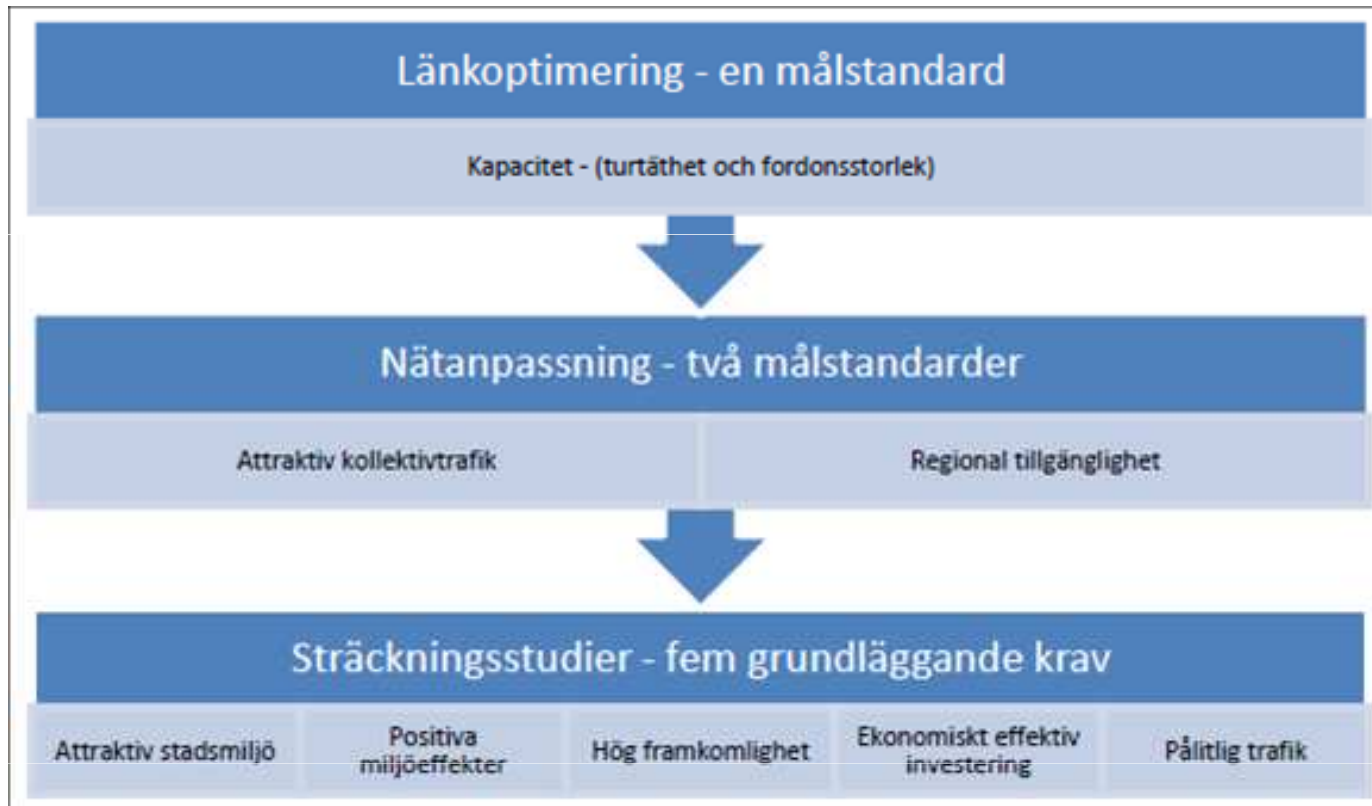 Länkoptimering - en målstandard
Kapacitet - (turtäthet och fordonsstorlek)
Nätanpassning - två målstandarder
Attraktiv kollektivtrafik
Regional tillgänglighet
Sträckningsstudier - fem grundläggande krav
Attraktiv stadsmiljö
Positiva
miljöeffekter
Hög framkomlighet
Ekonomiskt effektiv
investering
Pålitlig trafik